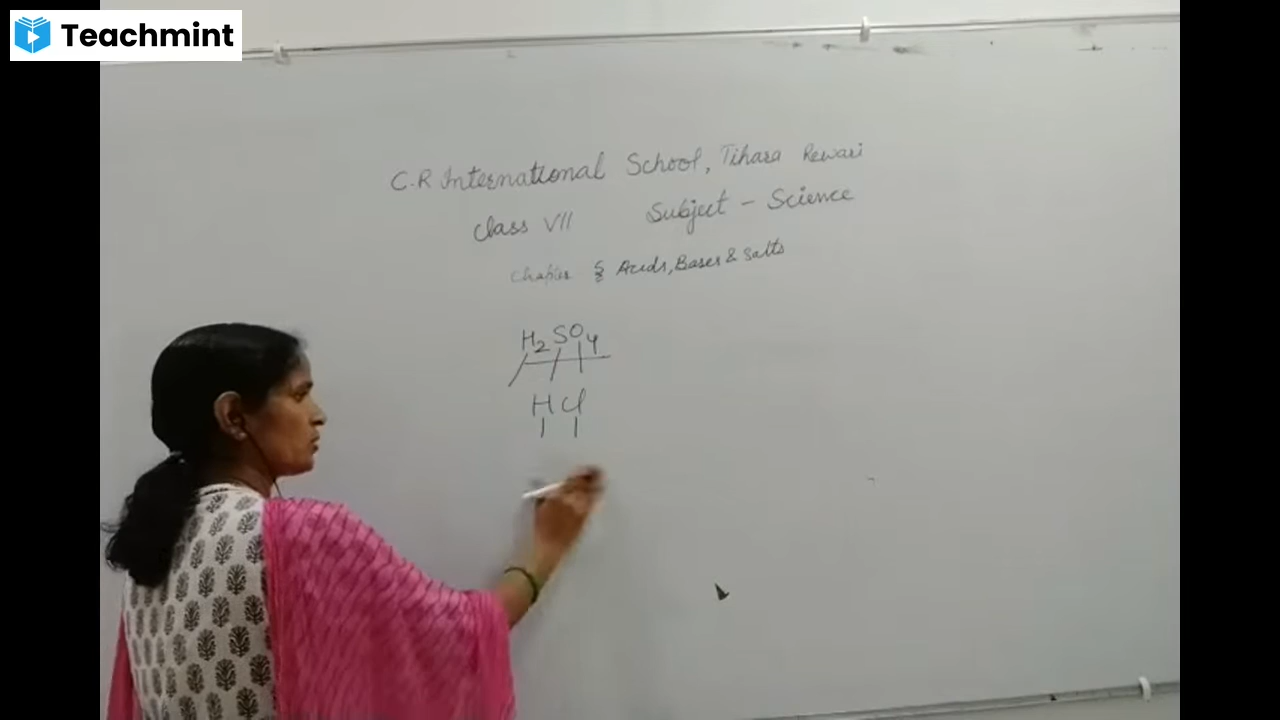 Teachmint
C.R International School, Tihara Rewari
Class VII Subject - Science
Chapter 5 Acids, Bases & Salts
H2SO4
HCl